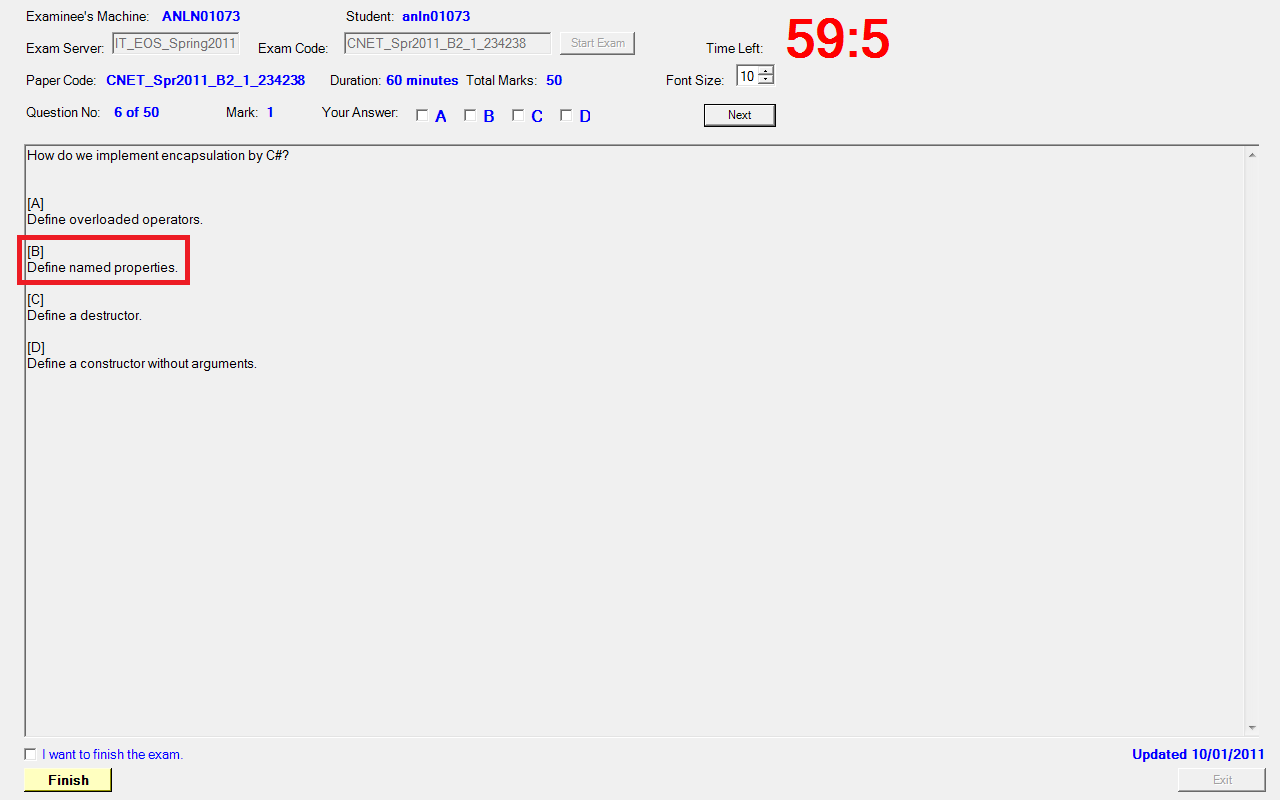 Examinee's Machine: ANLN01073 Student: anln01073
Exam Server: IT_EOS_Spring2011 Exam Code: CNET_Spr2011_B2_1_234238 Start Exam Time Left: 59:5
Paper Code: CNET_Spr2011_B2_1_234238 Duration: 60 minutes Total Marks: 50 Font Size: 10
Question No: 6 of 50 Mark: 1 Your Answer: A B C D Next
How do we implement encapsulation by C#?
[A]
Define overloaded operators.
[B]
Define named properties.
[C]
Define a destructor.
[D]
Define a constructor without arguments.
I want to finish the exam. Updated 10/01/2011
Finish Exit